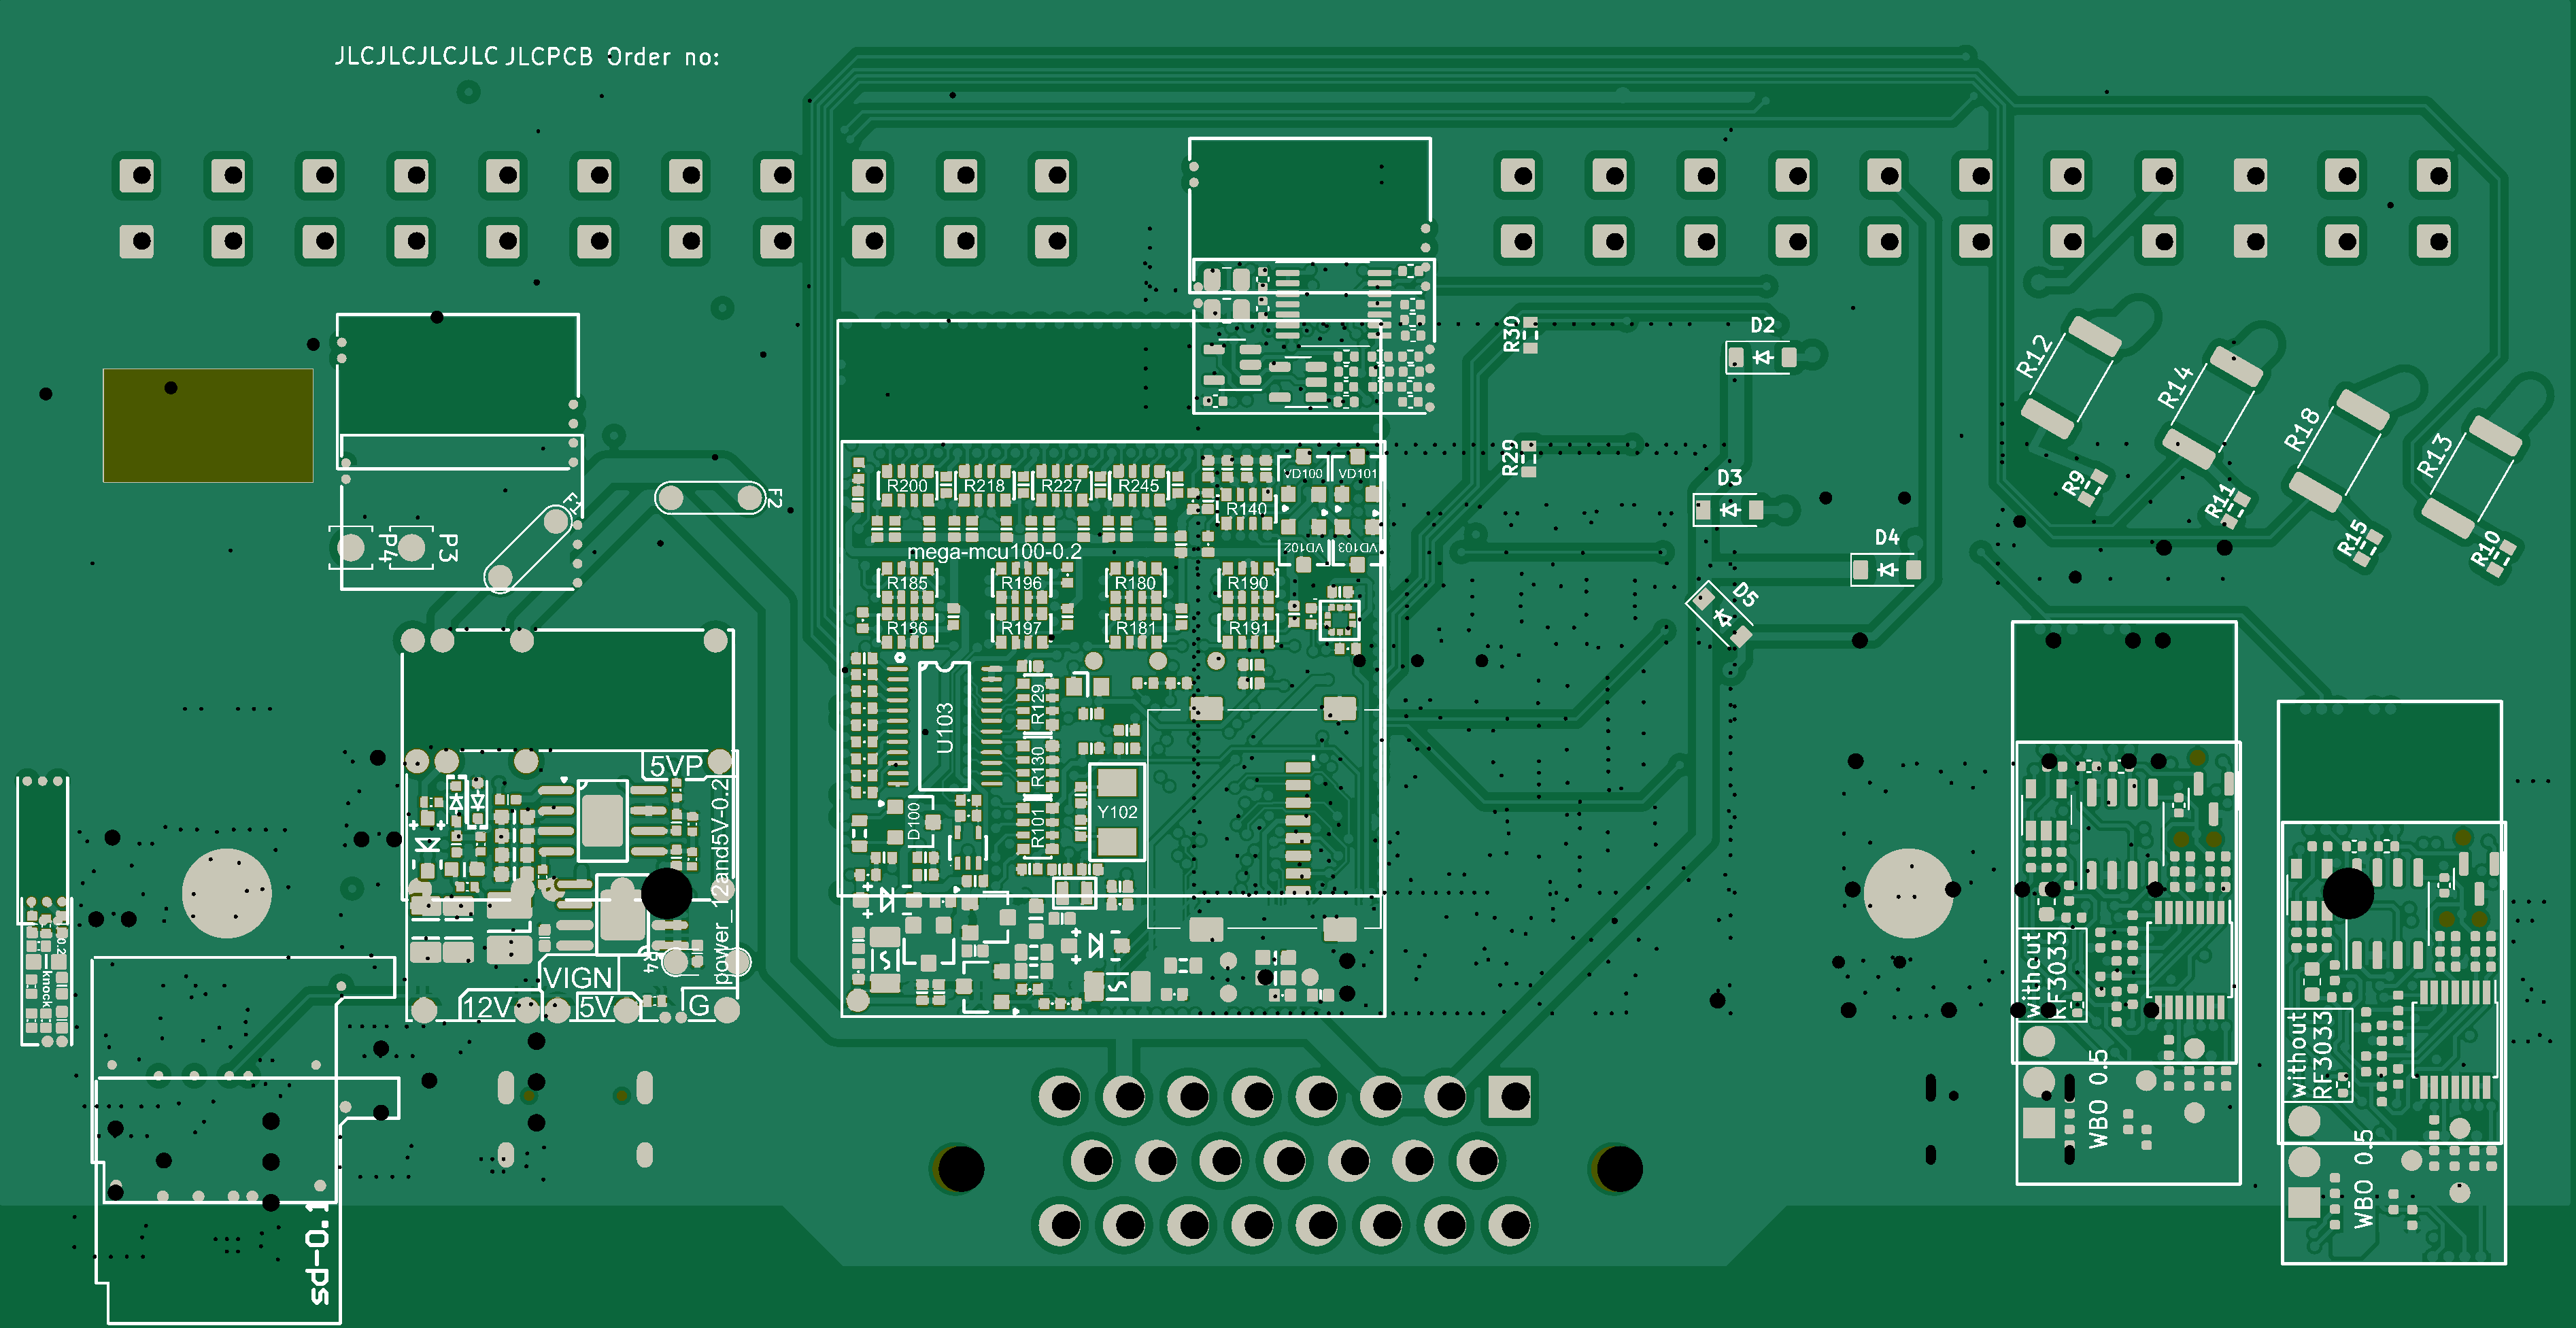 JLCJLCJLCJLC JLCPCB Order no:
D2
R30
R12
R14
R18
R13
R29
D3
R9
R11
R15
R10
D4
D5
F1
F2
P4
P3
R200
R218
R227
R245
VD100
VD101
R140
mega-mcu100-0.2
VD102
VD103
R185
R196
R180
R190
R186
R197
R181
R191
U103
R129
R130
R101
D100
Y102
5VP
power_12and5V-0.2
VIGN
12V
5V
G
R4
0.2
knock
sd-0.1
without
RF3033
WBO 0.5
without
RF3033
WBO 0.5